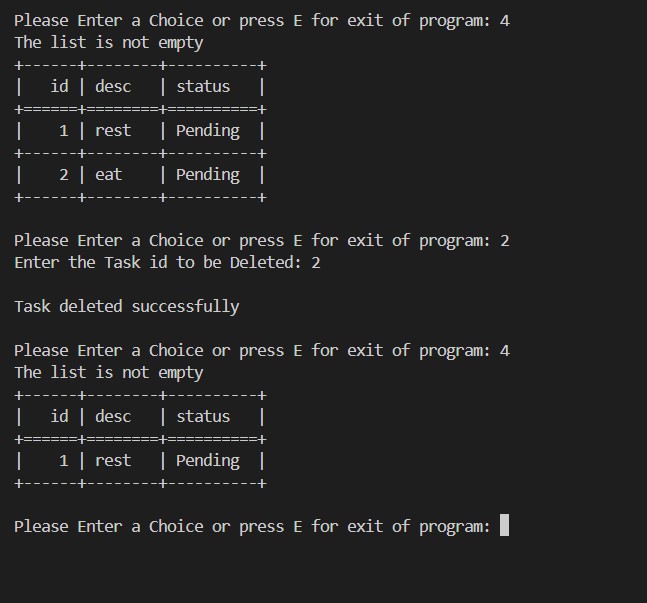 Please Enter a Choice or press E for exit of program: 4
The list is not empty
+------+--------+----------+
|   id | desc   | status   |
+======+========+==========+
|    1 | rest   | Pending  |
+------+--------+----------+
|    2 | eat    | Pending  |
+------+--------+----------+
Please Enter a Choice or press E for exit of program: 2
Enter the Task id to be Deleted: 2
Task deleted successfully
Please Enter a Choice or press E for exit of program: 4
The list is not empty
+------+--------+----------+
|   id | desc   | status   |
+======+========+==========+
|    1 | rest   | Pending  |
+------+--------+----------+
Please Enter a Choice or press E for exit of program: